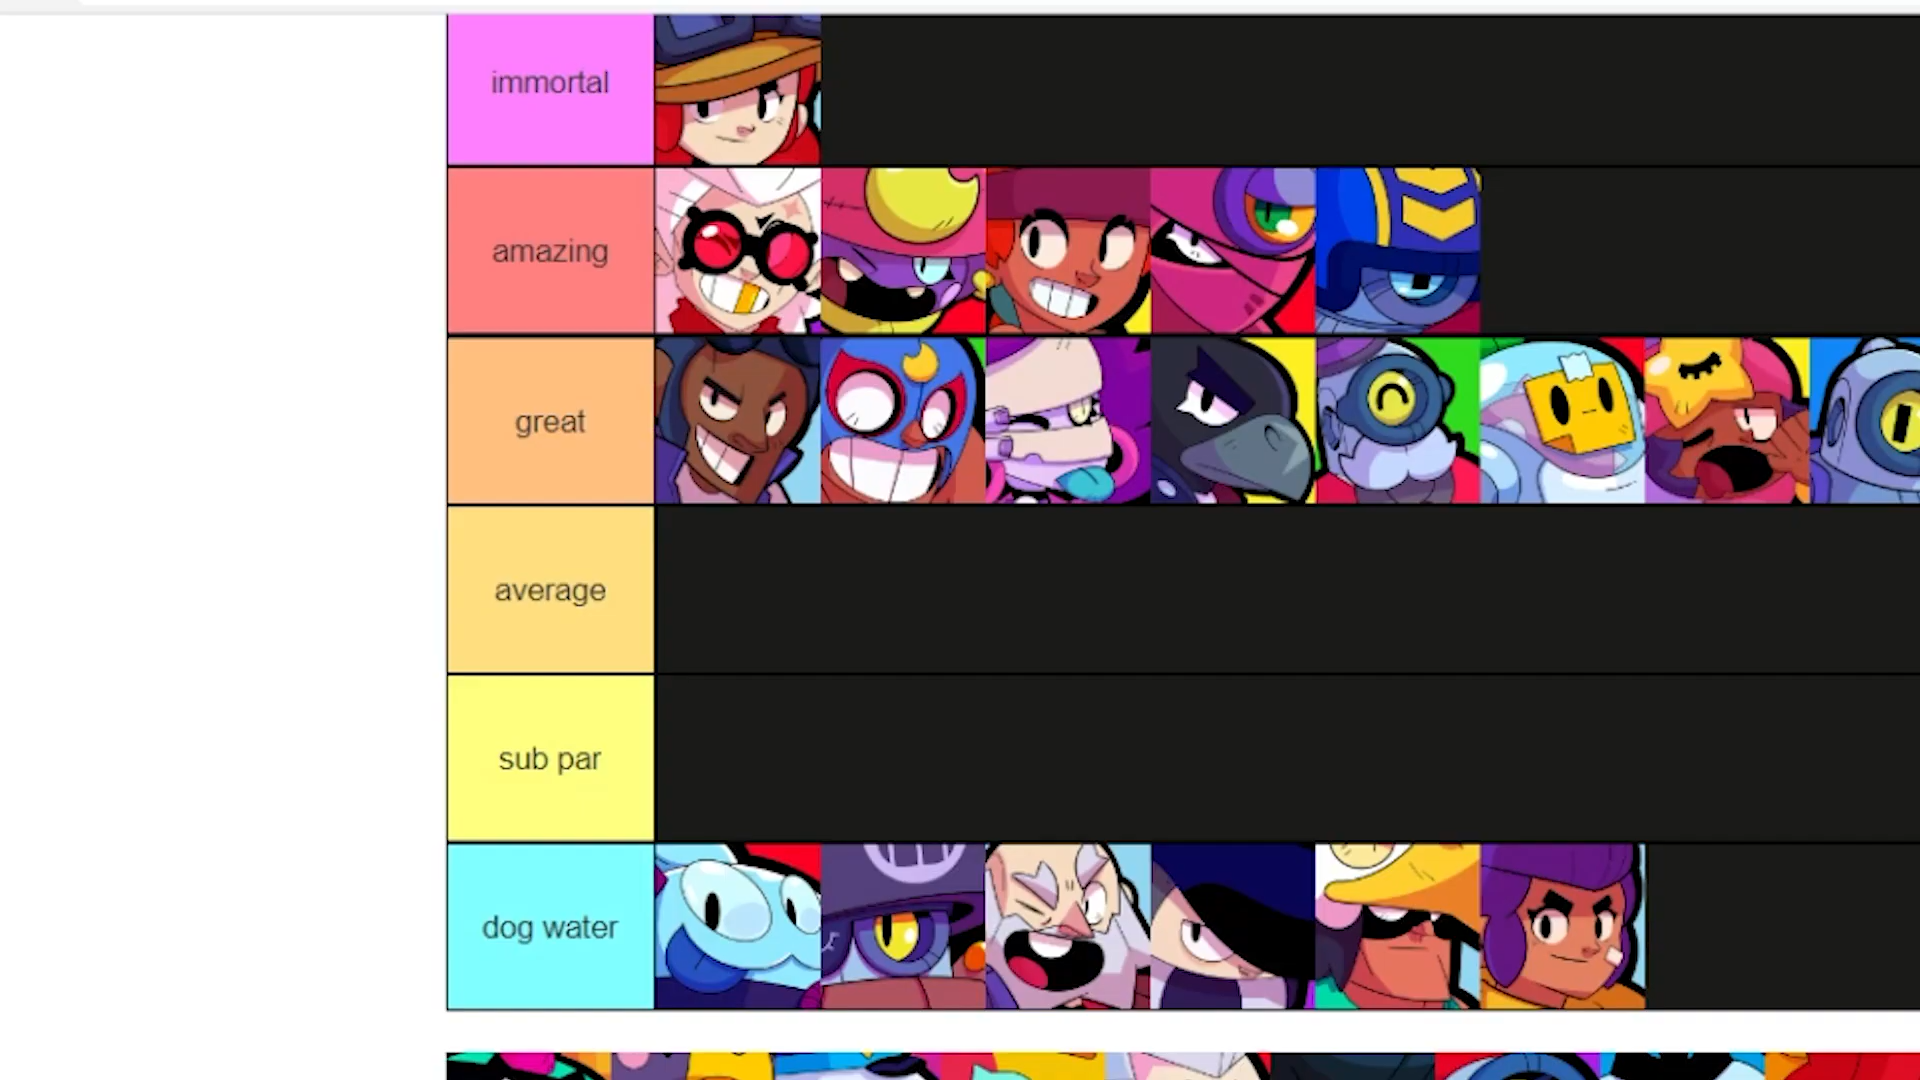 immortal
amazing
great
average
sub par
dog water